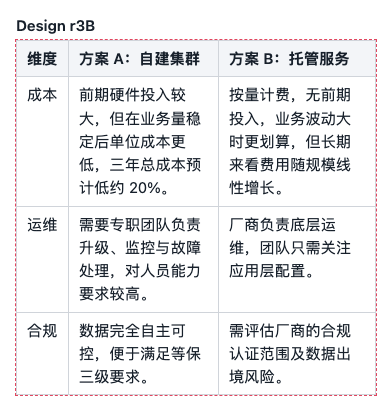 Design r3B
维度
方案 A：自建集群
方案 B：托管服务
成本
前期硬件投入较
大，但在业务量稳
定后单位成本更
低，三年总成本预
计低约 20%。
按量计费，无前期
投入，业务波动大
时更划算，但长期
来看费用随规模线
性增长。
运维
需要专职团队负责
升级、监控与故障
处理，对人员能力
要求较高。
厂商负责底层运
维，团队只需关注
应用层配置。
合规
数据完全自主可
控，便于满足等保
三级要求。
需评估厂商的合规
认证范围及数据出
境风险。